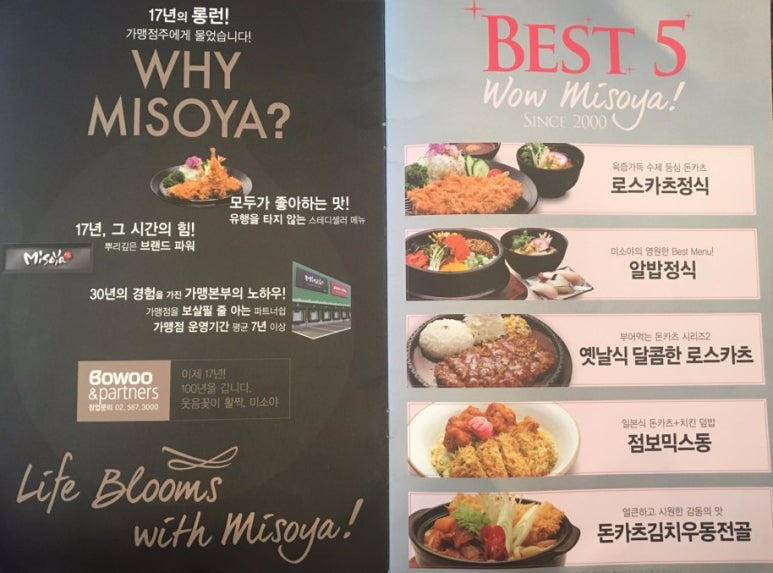 17년의 롱런!
가맹점주에게 물었습니다!
WHY
MISOYA?
모두가 좋아하는 맛!
유행을 타지 않는 스테디셀러 메뉴
17년, 그 시간의 힘!
뿌리깊은 브랜드 파워
Misoya
30년의 경험을 가진 가맹본부의 노하우!
가맹점을 보살필 줄 아는 파트너쉽
가맹점 운영기간 평균 7년 이상
Bowoo
&partners
창업문의 02. 587. 3000
이제 17년!
100년을 갑니다.
웃음꽃이 활짝, 미소야
Life Blooms
with Misoya!
BEST 5
Wow Misoya!
SINCE 2000
육즙가득 수제 등심 돈카츠
로스카츠정식
미소야의 영원한 Best Menu!
알밥정식
부어먹는 돈카츠 시리즈2
옛날식 달콤한 로스카츠
일본식 돈카츠+치킨 덮밥
점보믹스동
얼큰하고 시원한 감동의 맛
돈카츠김치우동전골